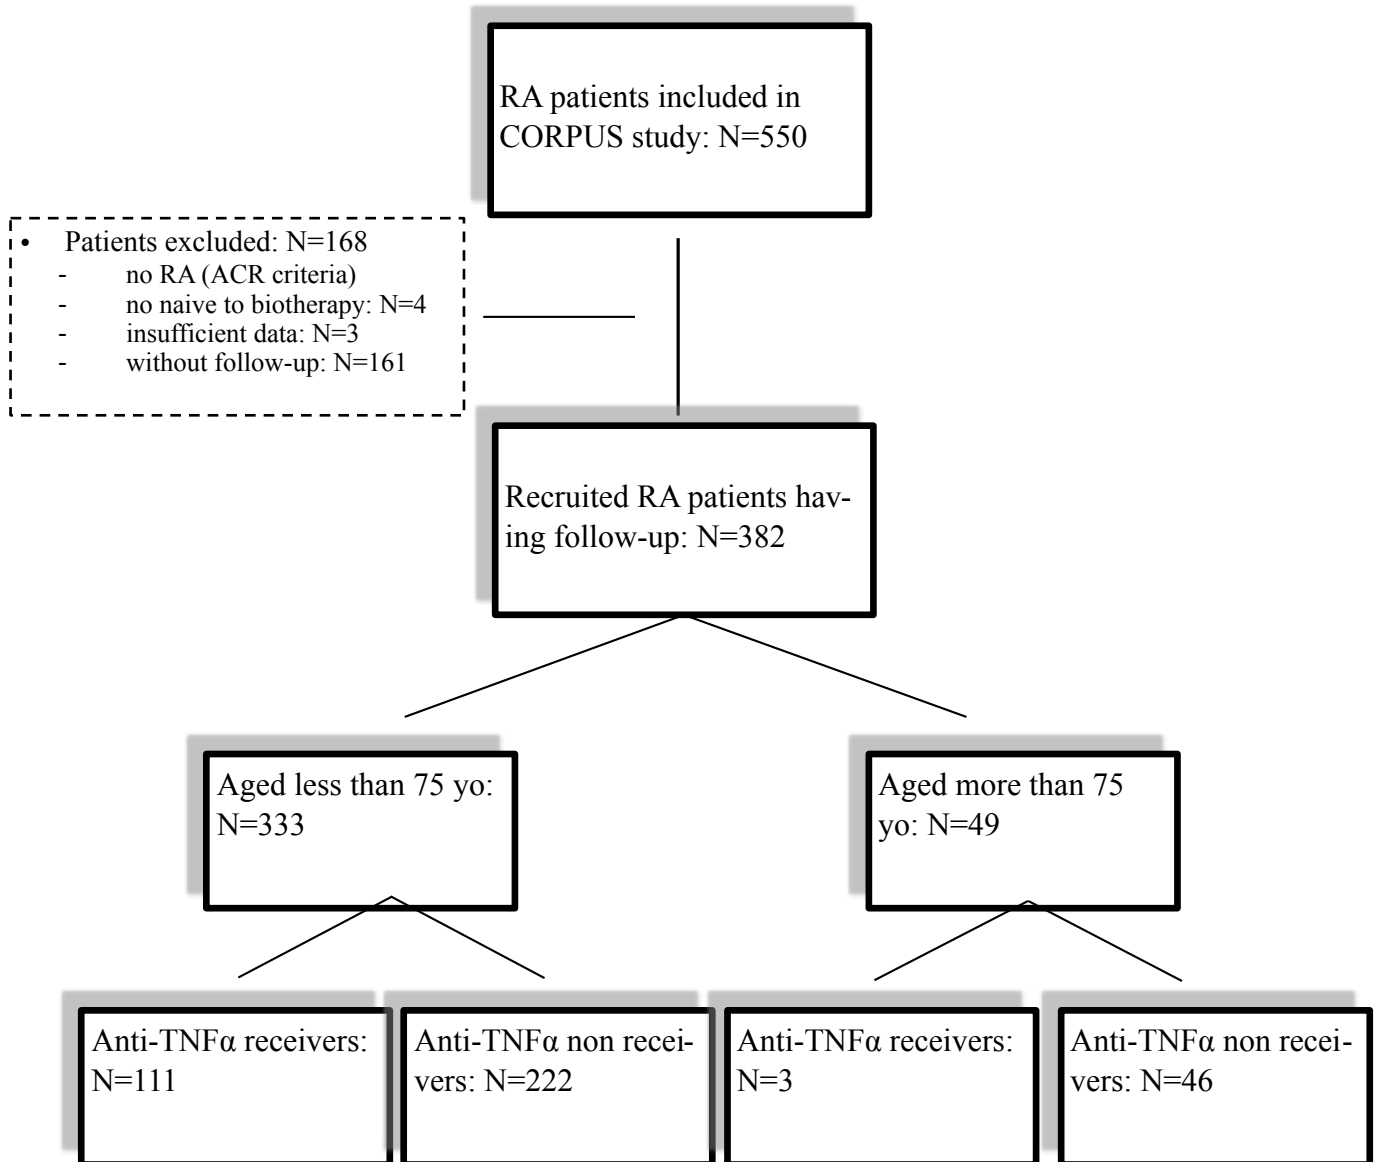 RA patients included in
CORPUS study: N=550
• Patients excluded: N=168
- no RA (ACR criteria)
- no naive to biotherapy: N=4
- insufficient data: N=3
- without follow-up: N=161
Recruited RA patients hav-
ing follow-up: N=382
Aged less than 75 yo:
N=333
Aged more than 75
yo: N=49
Anti-TNFα receivers:
N=111
Anti-TNFα non recei-
vers: N=222
Anti-TNFα receivers:
N=3
Anti-TNFα non recei-
vers: N=46